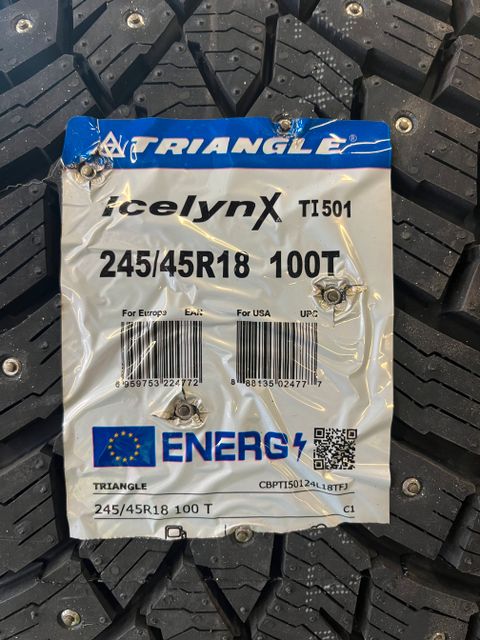 TRIANGLE®
icelynX TI501
245/45R18 100T
For Europe EAN For USA UPC
6 959753 224772 8 88135 02477 7
ENERG
TRIANGLE CBPTI50124L18TFJ
245/45R18 100 T C1